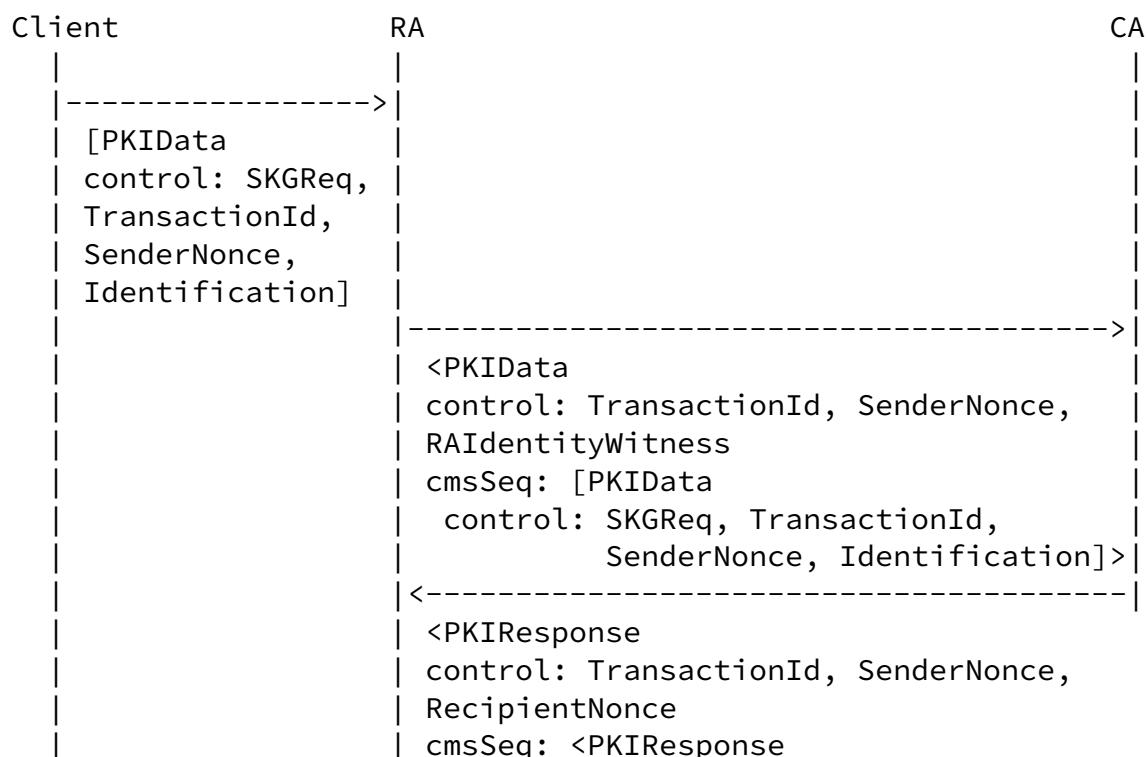 Client               RA                                      CA
  |                  |                                       |
  |----------------->|                                       |
  | [PKIData         |                                       |
  | control: SKGReq, |                                       |
  | TransactionId,   |                                       |
  | SenderNonce,     |                                       |
  | Identification]  |                                       |
  |                  |-------------------------------------->|
  |                  | <PKIData                              |
  |                  | control: TransactionId, SenderNonce,  |
  |                  | RAIdentityWitness                     |
  |                  | cmsSeq: [PKIData                      |
  |                  |  control: SKGReq, TransactionId,      |
  |                  |           SenderNonce, Identification]>|
  |                  |<--------------------------------------|
  |                  | <PKIResponse                          |
  |                  | control: TransactionId, SenderNonce,  |
  |                  | RecipientNonce                        |
  |                  | cmsSeq: <PKIResponse                  |